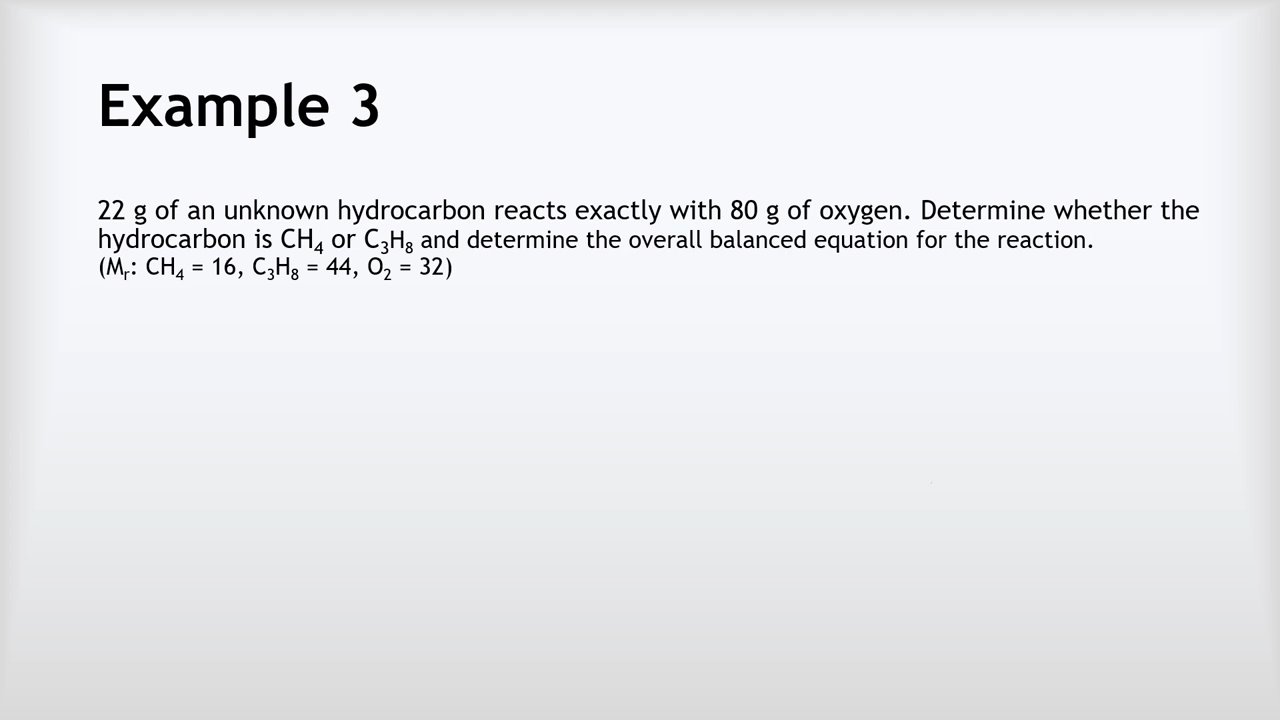 Example 3
22 g of an unknown hydrocarbon reacts exactly with 80 g of oxygen. Determine whether the
hydrocarbon is CH₄ or C₃H₈ and determine the overall balanced equation for the reaction.
(Mᵣ: CH₄ = 16, C₃H₈ = 44, O₂ = 32)